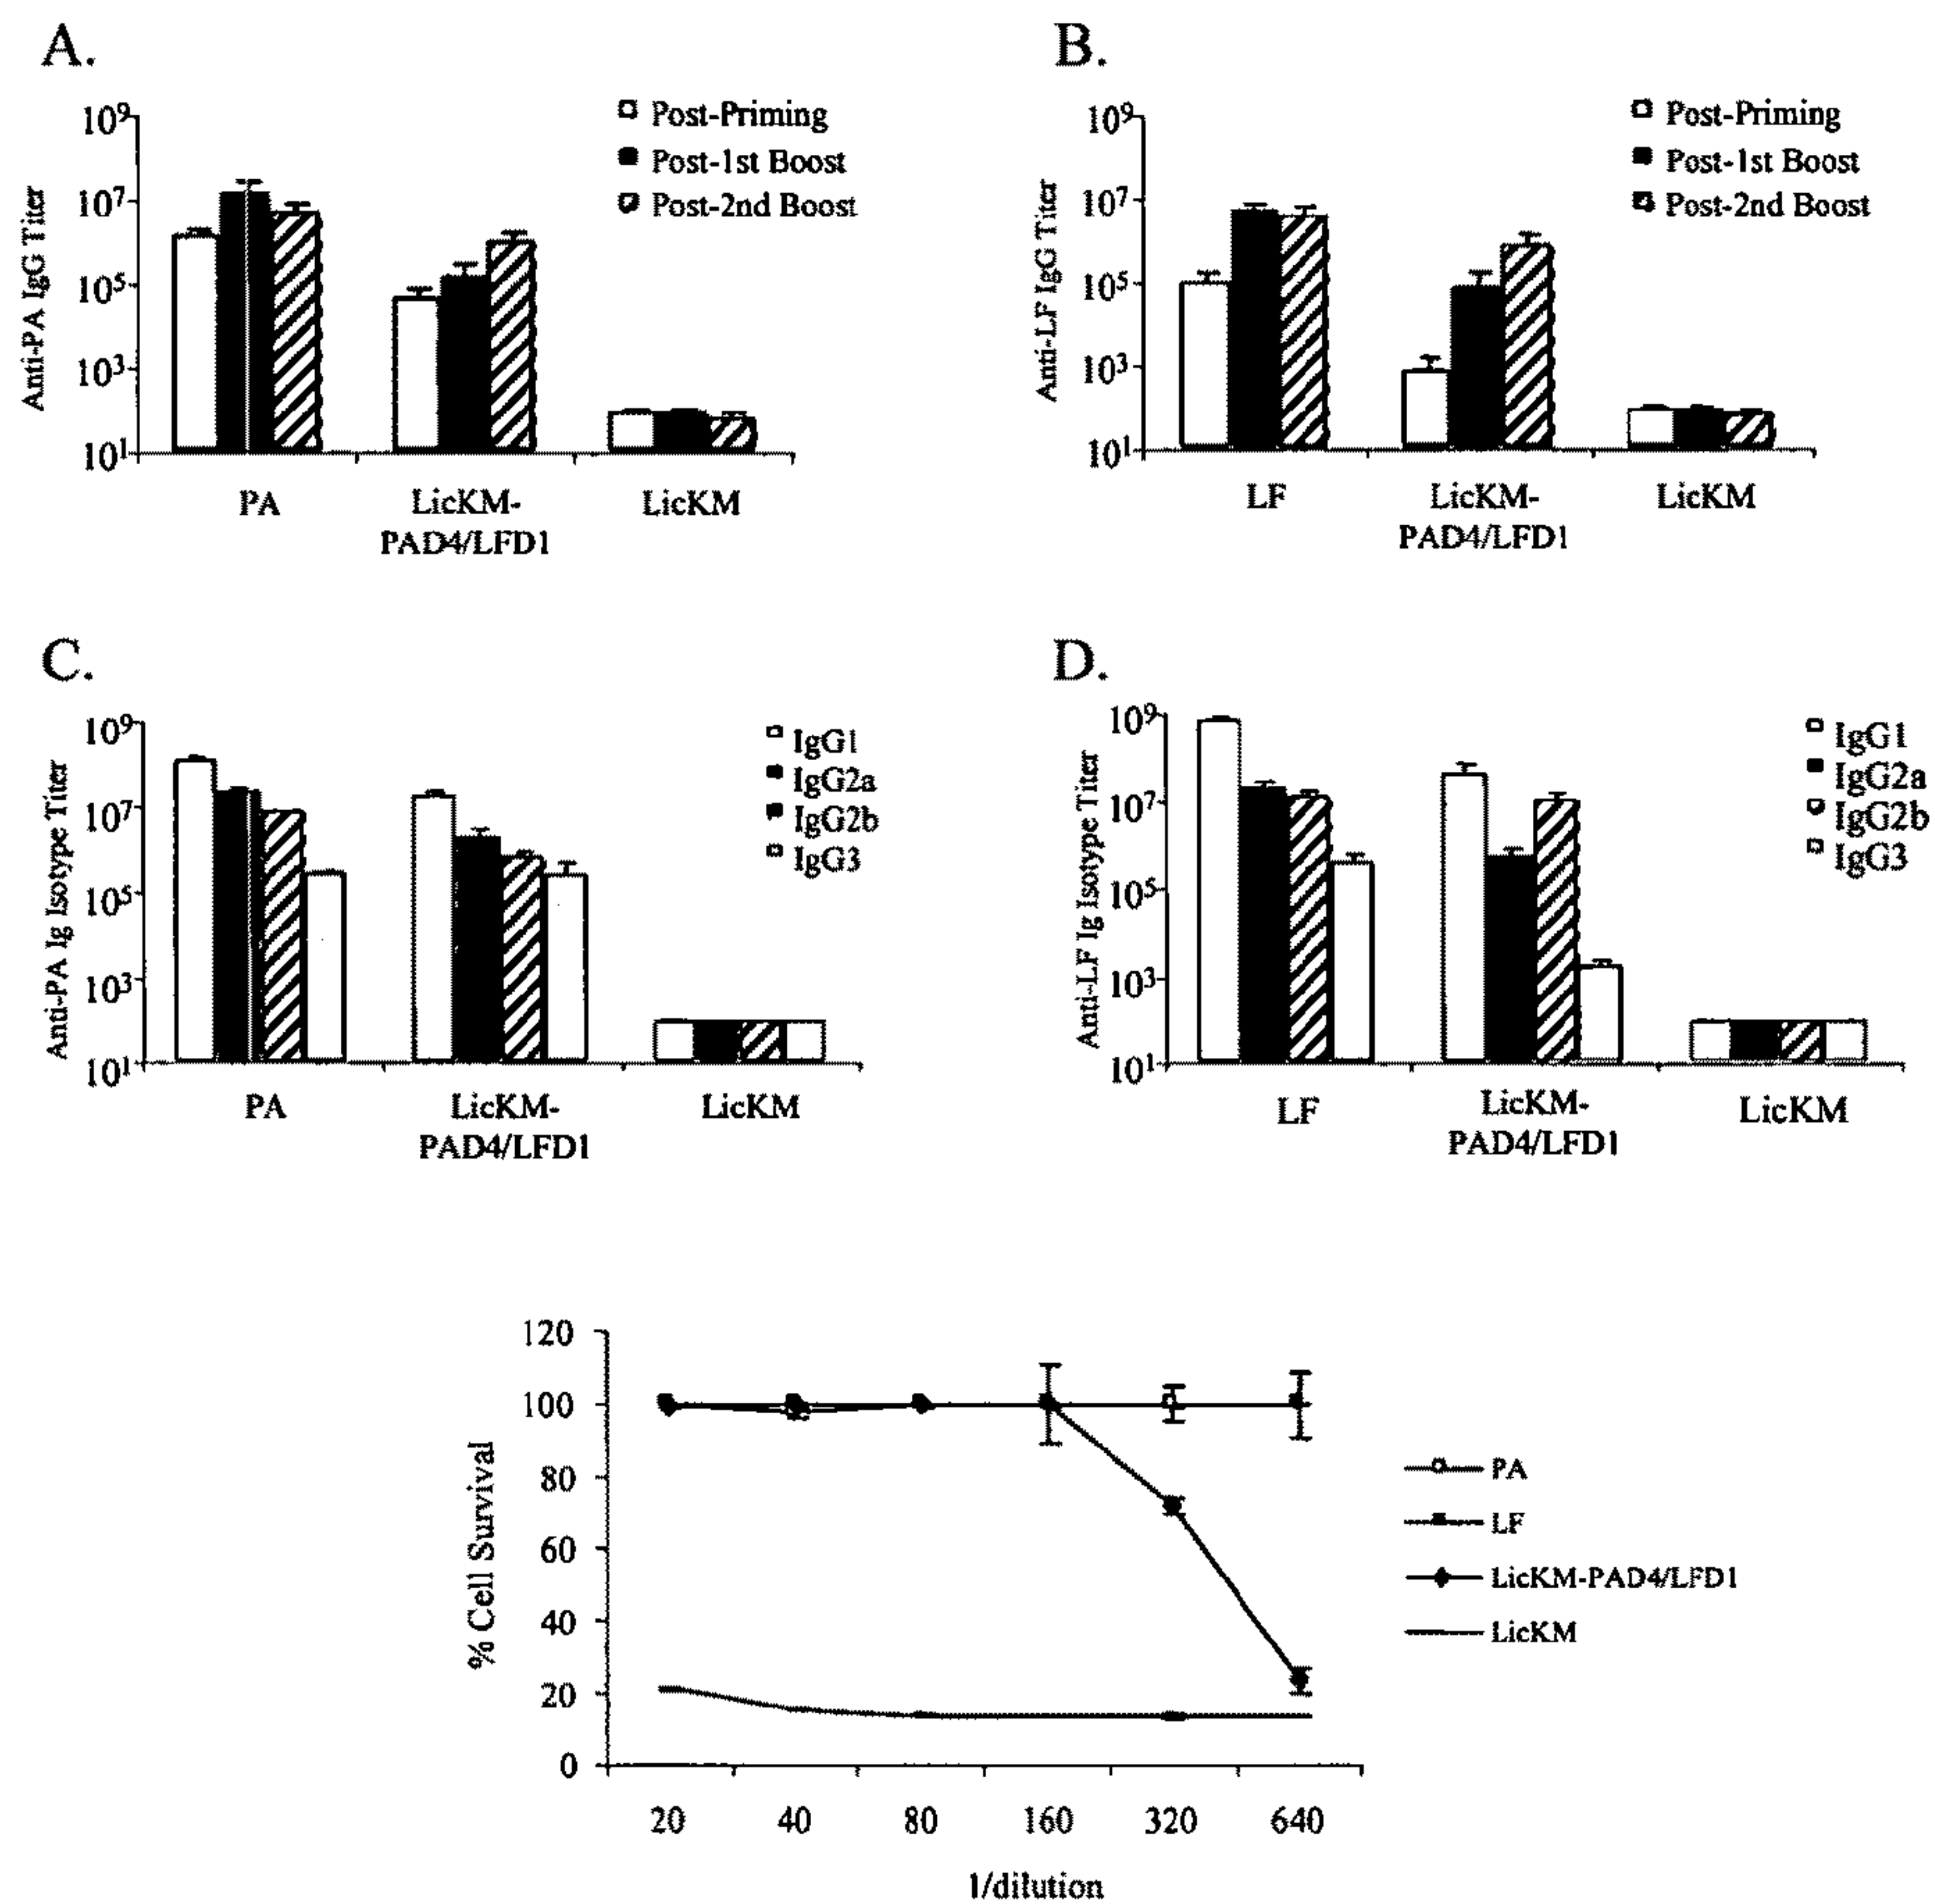 A.
Anti-PA IgG Titer
10⁹
10⁷
10⁵
10³
10¹
Post-Priming
Post-1st Boost
Post-2nd Boost
PA
LicKM-
PAD4/LFD1
LicKM
B.
Anti-LF IgG Titer
10⁹
10⁷
10⁵
10³
10¹
Post-Priming
Post-1st Boost
Post-2nd Boost
LF
LicKM-
PAD4/LFD1
LicKM
C.
Anti-PA Ig Isotype Titer
10⁹
10⁷
10⁵
10³
10¹
IgG1
IgG2a
IgG2b
IgG3
PA
LicKM-
PAD4/LFD1
LicKM
D.
Anti-LF Ig Isotype Titer
10⁹
10⁷
10⁵
10³
10¹
IgG1
IgG2a
IgG2b
IgG3
LF
LicKM-
PAD4/LFD1
LicKM
% Cell Survival
120
100
80
60
40
20
0
20 40 80 160 320 640
1/dilution
PA
LF
LicKM-PAD4/LFD1
LicKM